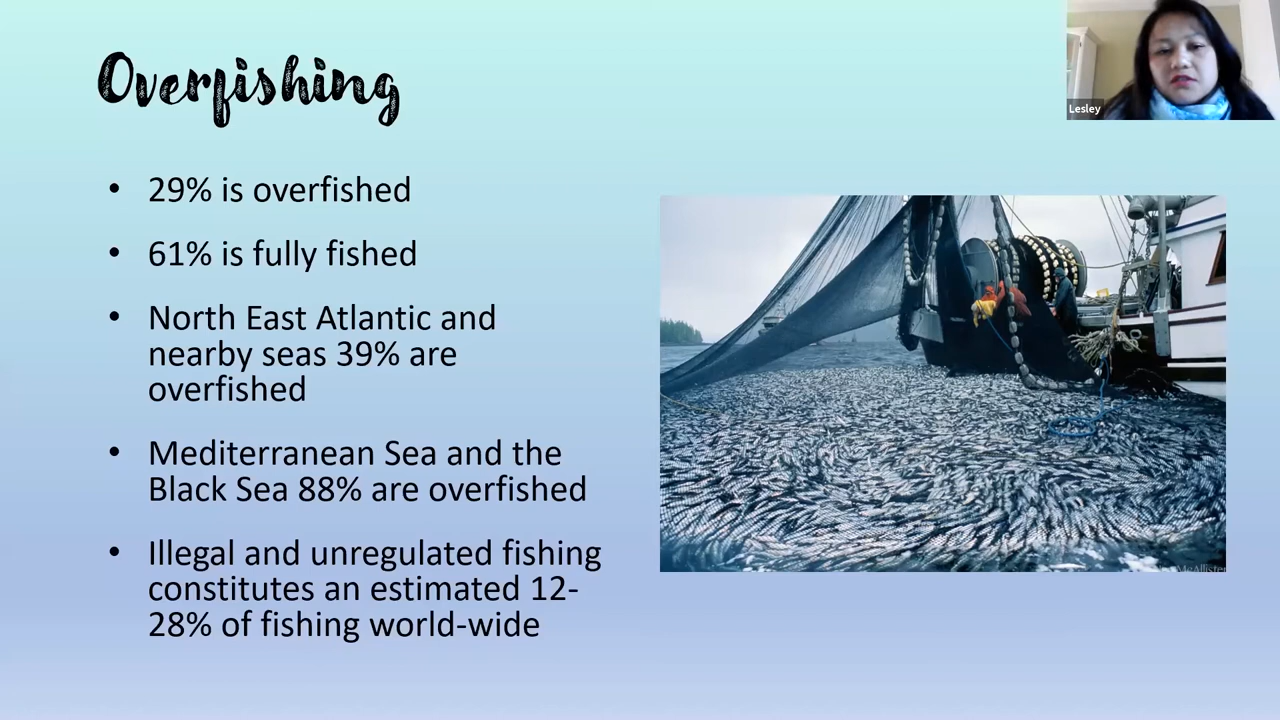 Overfishing
Lesley
• 29% is overfished
• 61% is fully fished
• North East Atlantic and
nearby seas 39% are
overfished
• Mediterranean Sea and the
Black Sea 88% are overfished
• Illegal and unregulated fishing
constitutes an estimated 12-
28% of fishing world-wide
McAllister